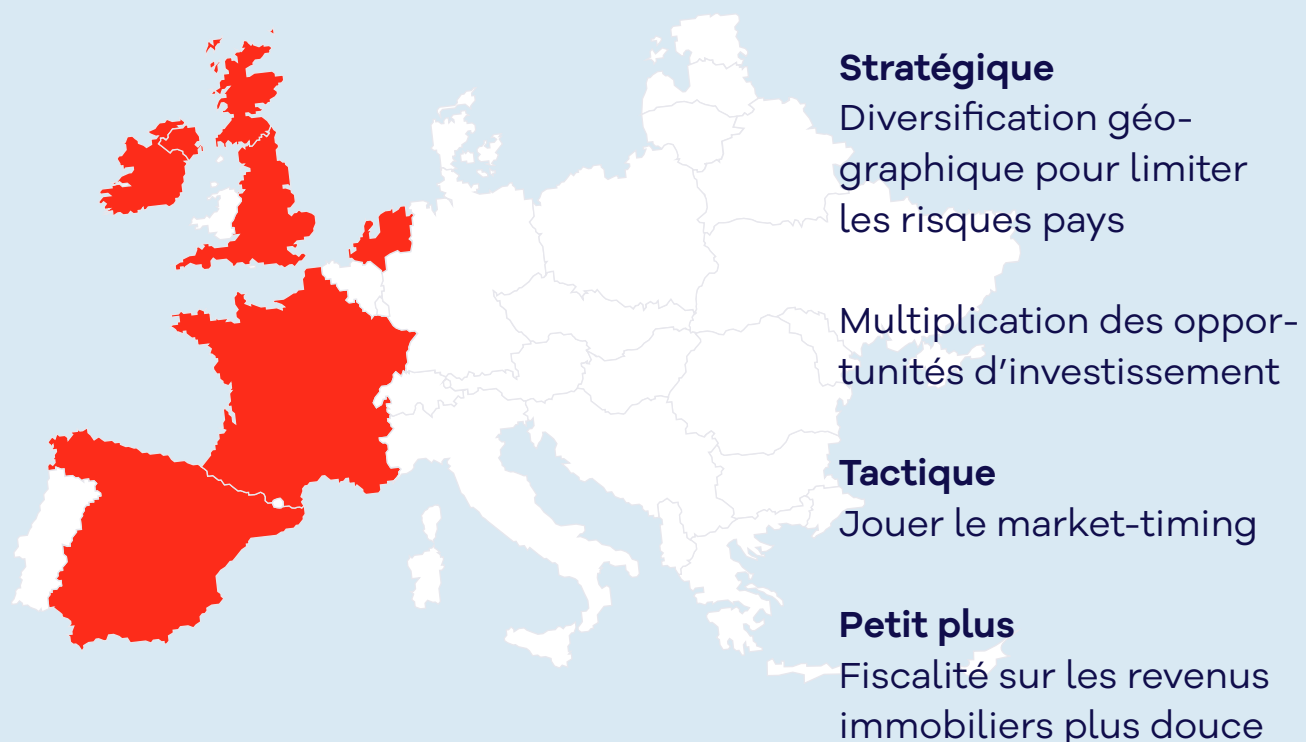 Stratégique
Diversification géo-
graphique pour limiter
les risques pays
Multiplication des oppor-
tunités d’investissement
Tactique
Jouer le market-timing
Petit plus
Fiscalité sur les revenus
immobiliers plus douce